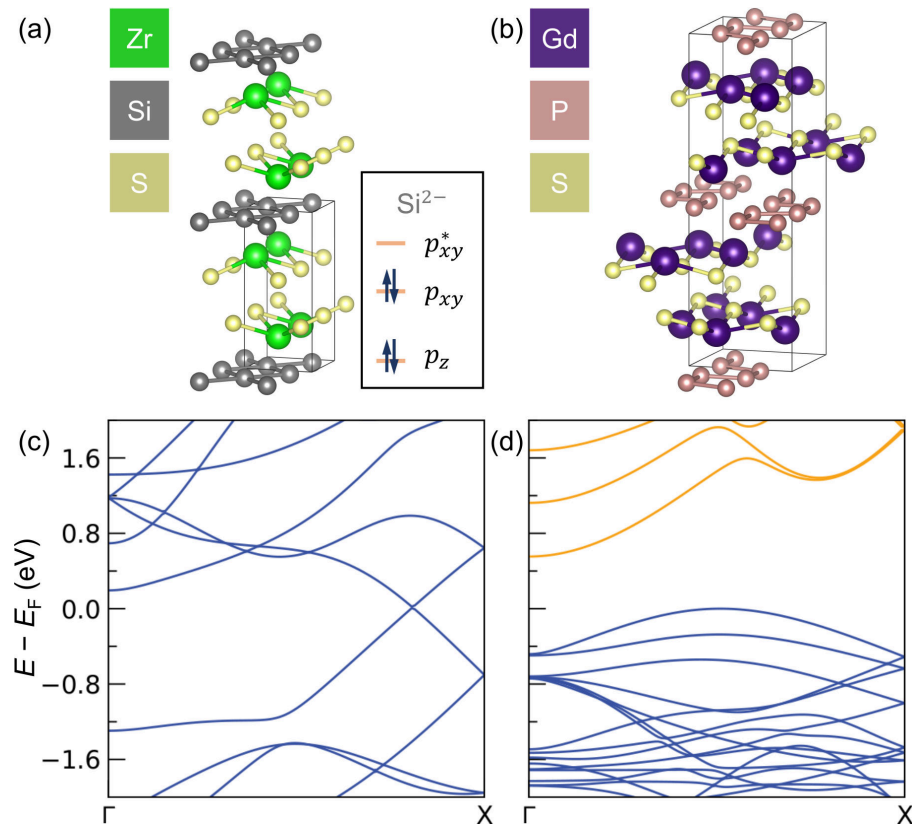 (a)
Zr
Si
S
Si²⁻
p*xy
pxy
pz
(b)
Gd
P
S
(c)
E − EF (eV)
1.6
0.8
0.0
−0.8
−1.6
Γ
X
(d)
Γ
X